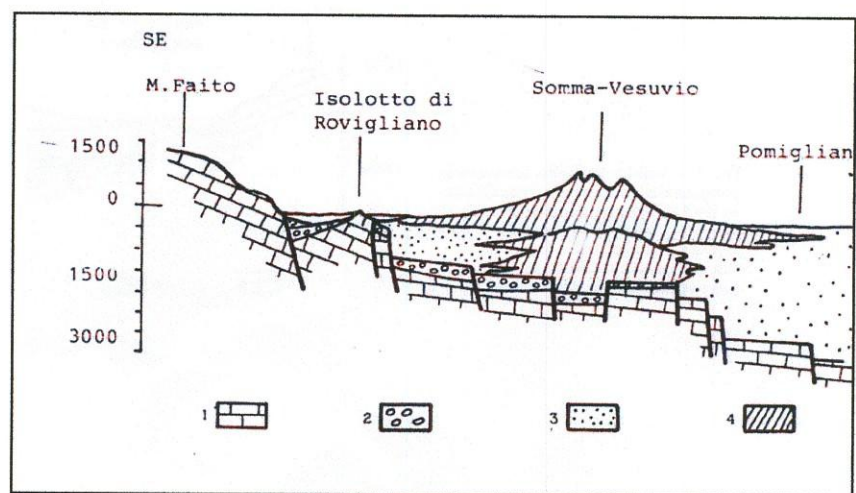 SE
M.Faito
Isolotto di
Rovigliano
Somma-Vesuvio
Pomiglian
1500
0
1500
3000
1
2
3
4